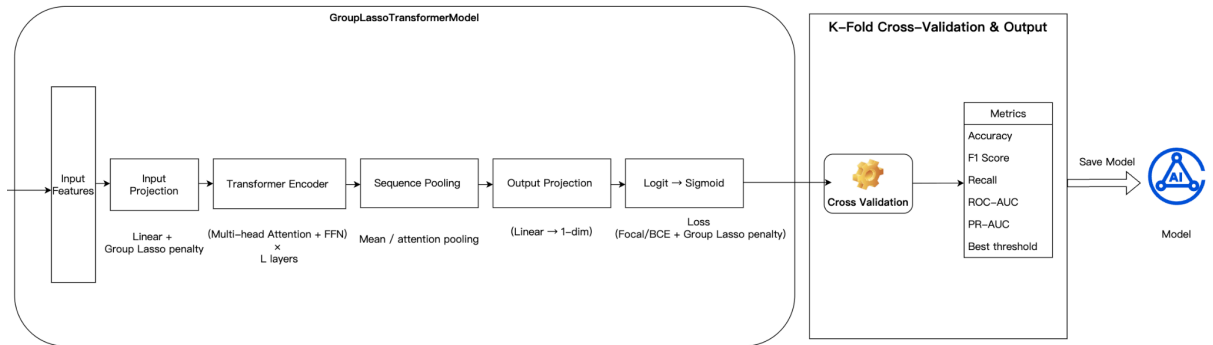 GroupLassoTransformerModel
Input
Features
Input
Projection
Linear +
Group Lasso penalty
Transformer Encoder
(Multi-head Attention + FFN)
×
L layers
Sequence Pooling
Mean / attention pooling
Output Projection
(Linear → 1-dim)
Logit → Sigmoid
Loss
(Focal/BCE + Group Lasso penalty)
K-Fold Cross-Validation & Output
Cross Validation
Metrics
Accuracy
F1 Score
Recall
ROC-AUC
PR-AUC
Best threshold
Save Model
AI
Model